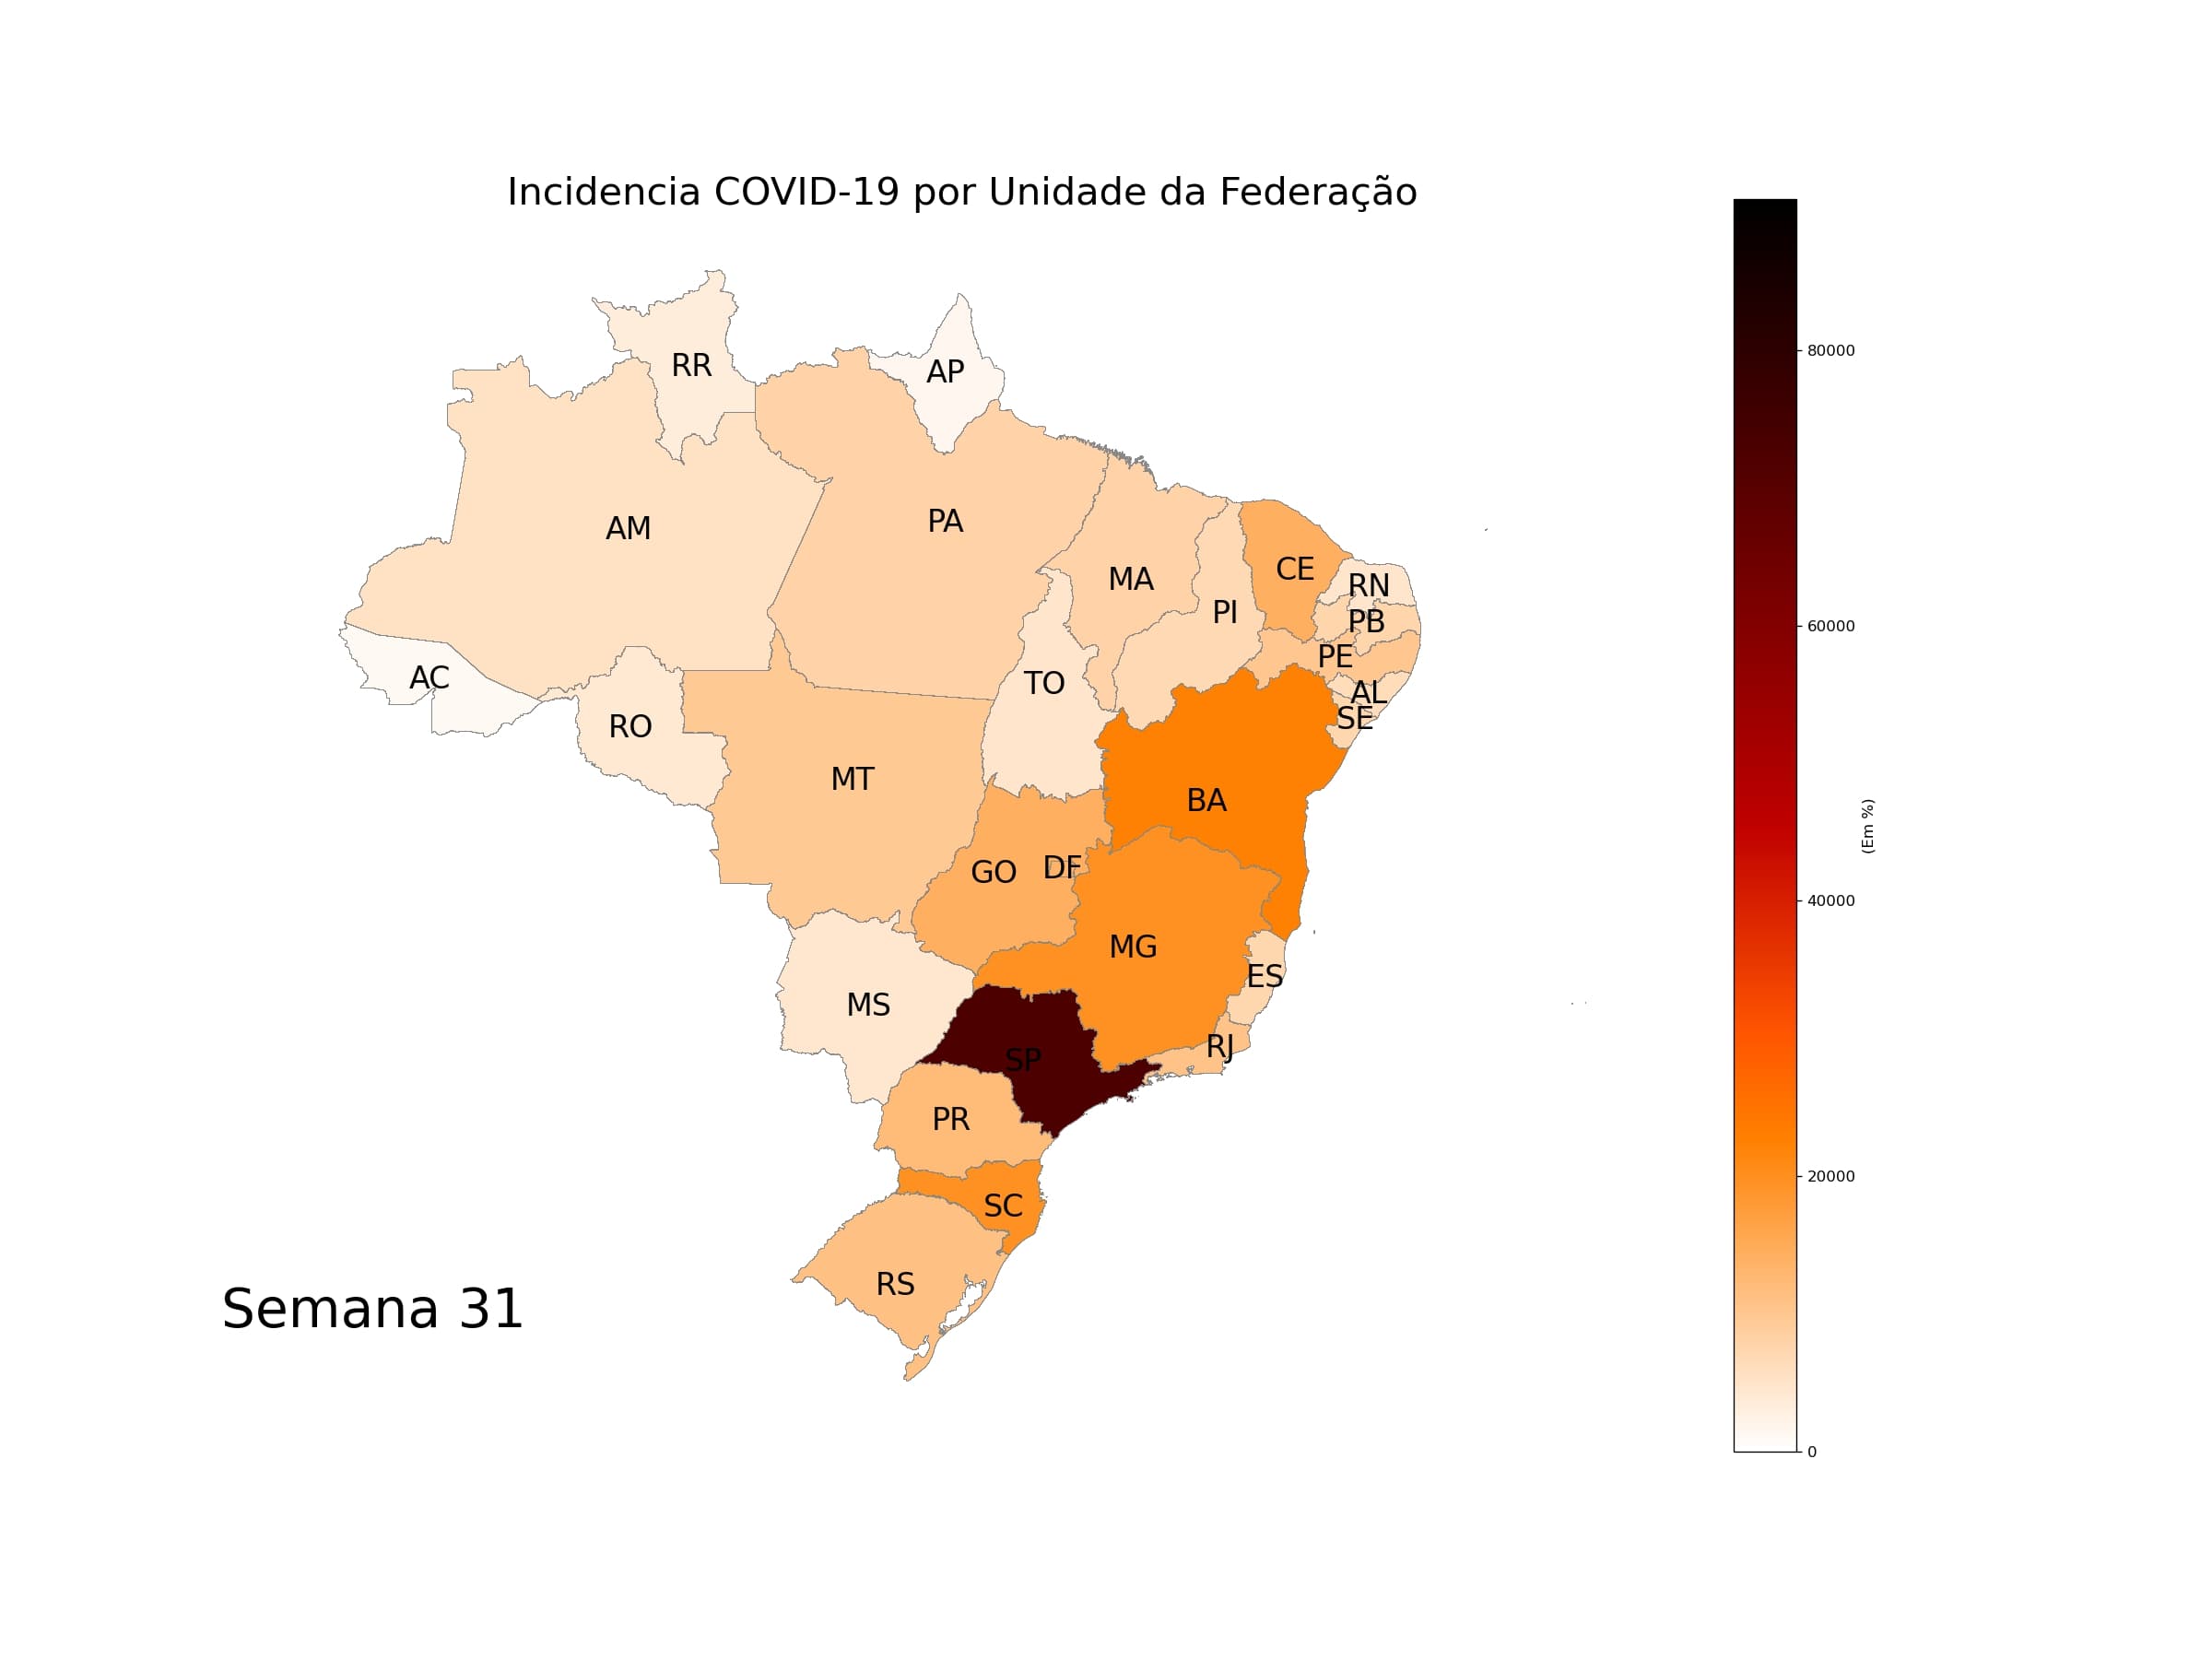 Incidencia COVID-19 por Unidade da Federação
RR
AP
80000
AM
PA
MA
CE
RN
PI
PB
60000
PE
AC
TO
AL
SE
RO
MT
BA
(Em %)
GO
DF
40000
MG
ES
MS
RJ
SP
PR
20000
SC
RS
Semana 31
0